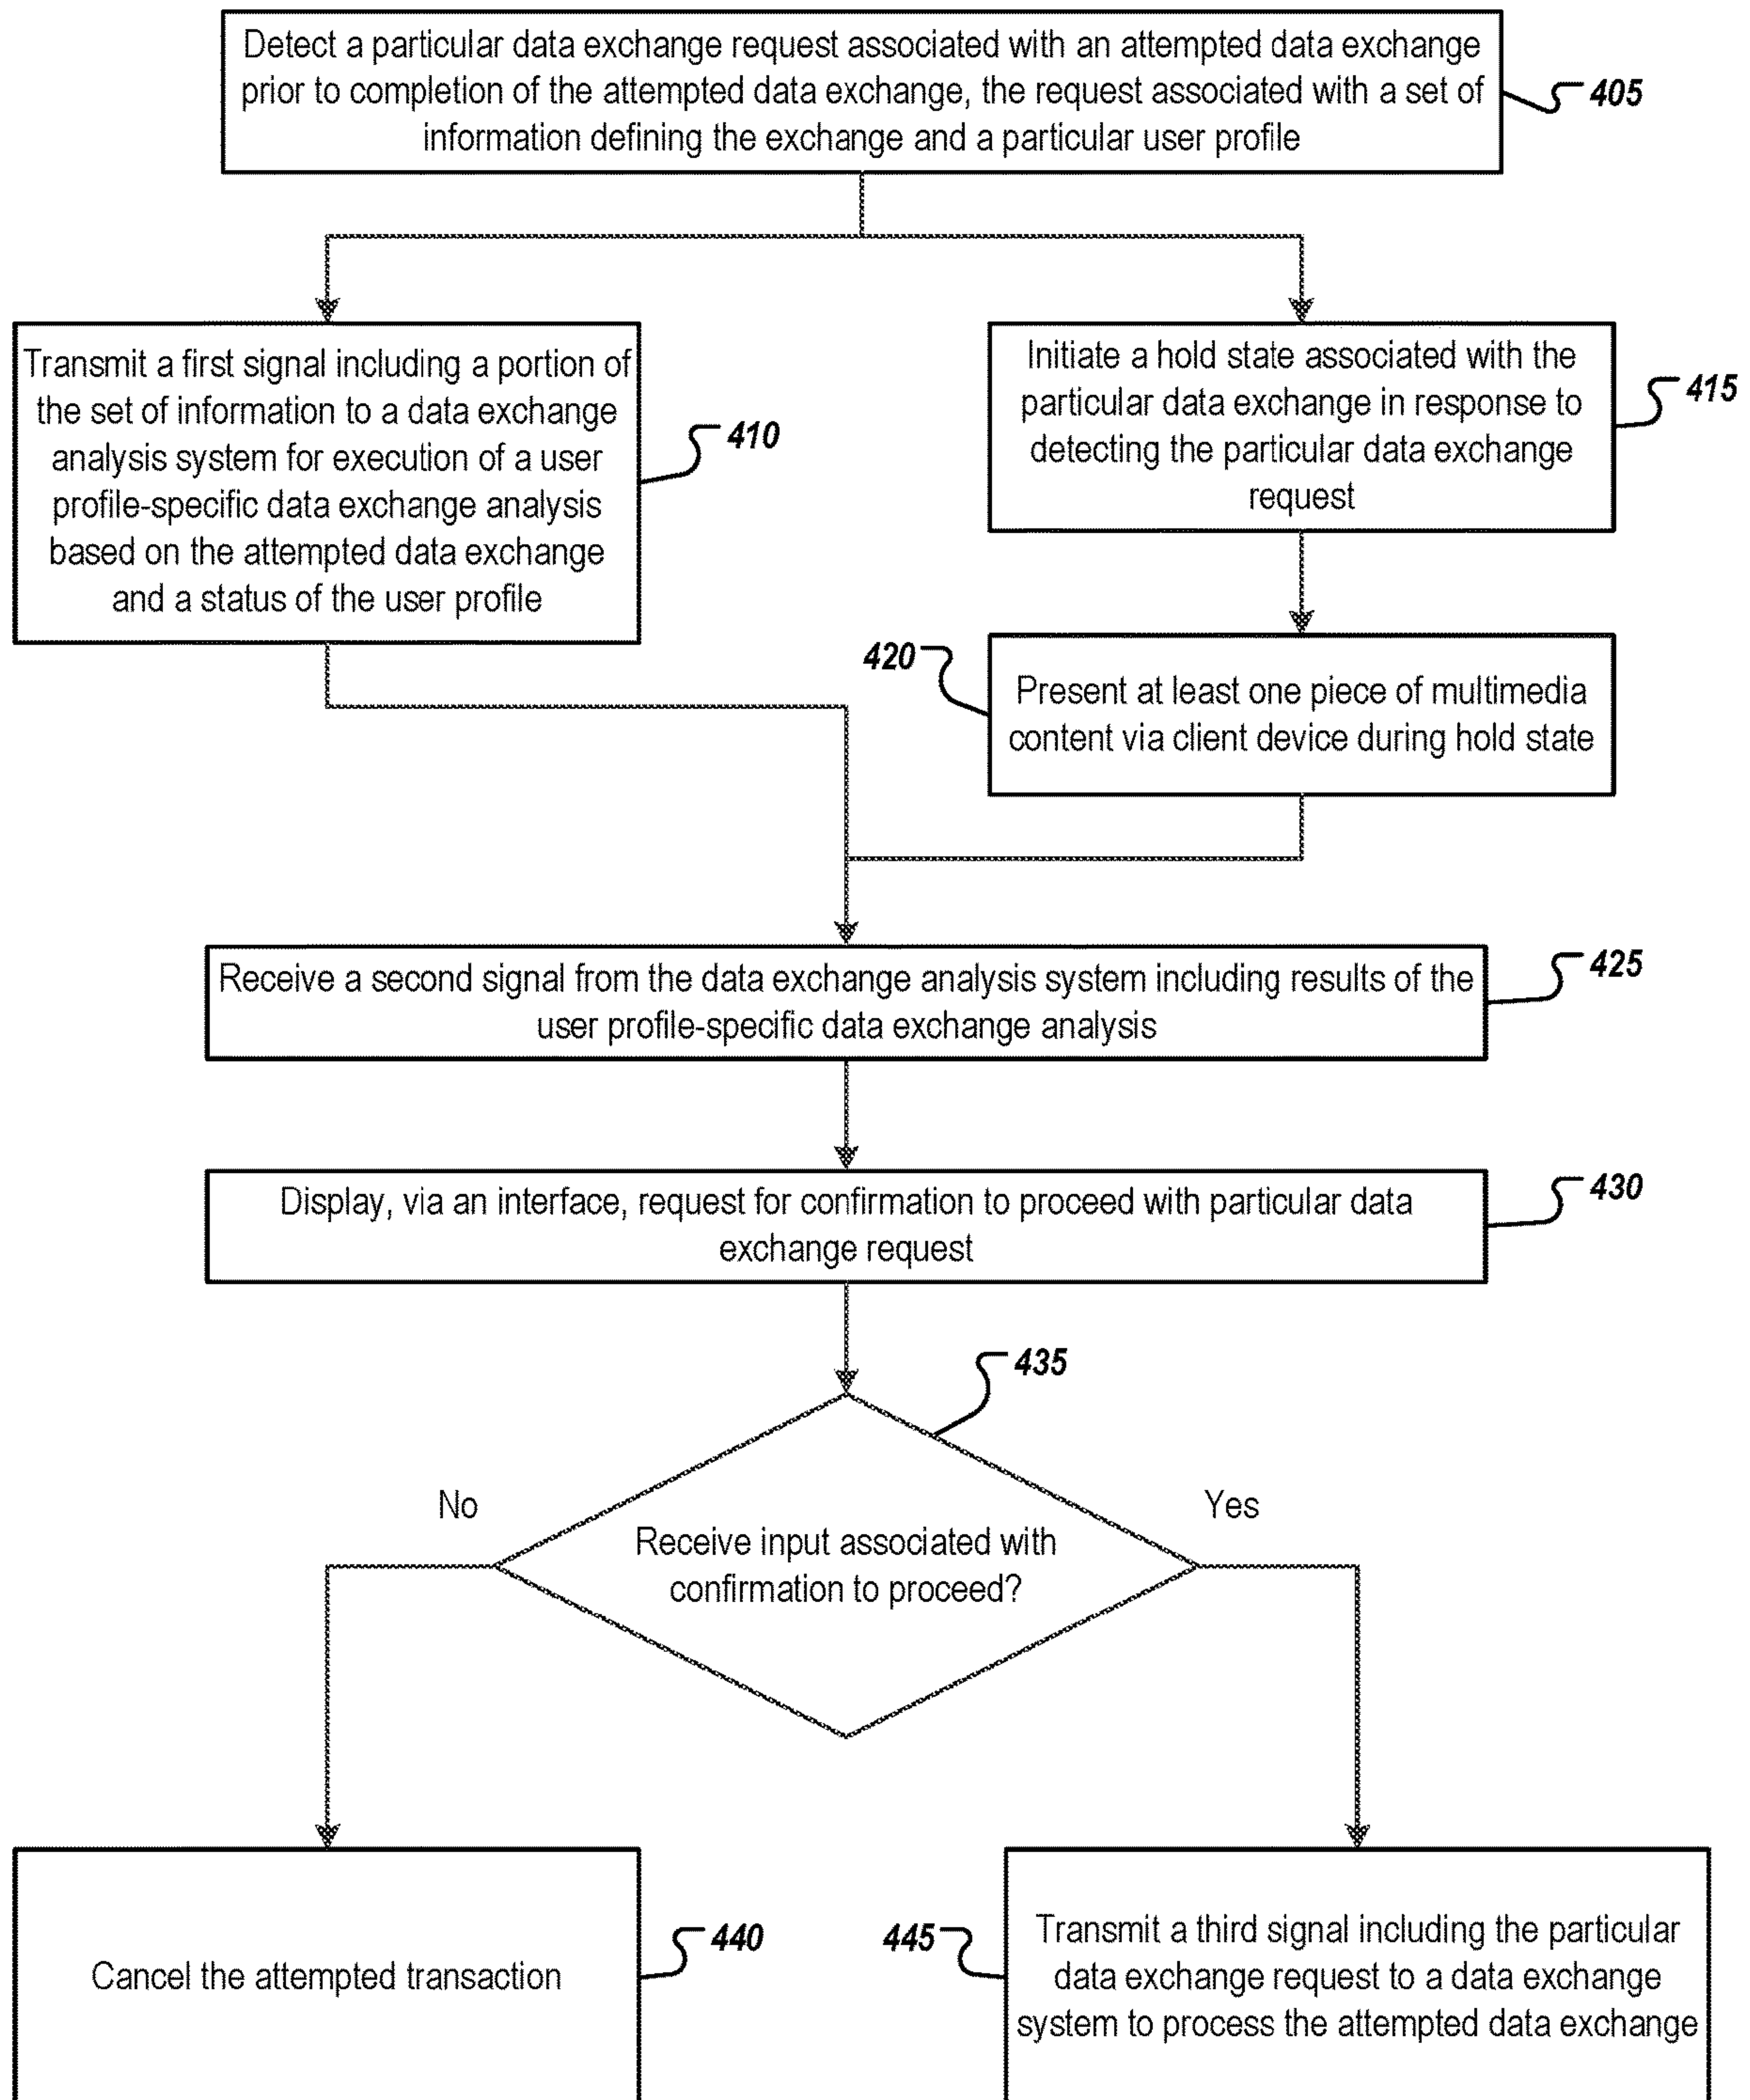 Detect a particular data exchange request associated with an attempted data exchange
prior to completion of the attempted data exchange, the request associated with a set of
information defining the exchange and a particular user profile
405
Transmit a first signal including a portion of
the set of information to a data exchange
analysis system for execution of a user
profile-specific data exchange analysis
based on the attempted data exchange
and a status of the user profile
410
Initiate a hold state associated with the
particular data exchange in response to
detecting the particular data exchange
request
415
420
Present at least one piece of multimedia
content via client device during hold state
Receive a second signal from the data exchange analysis system including results of the
user profile-specific data exchange analysis
425
Display, via an interface, request for confirmation to proceed with particular data
exchange request
430
435
No
Yes
Receive input associated with
confirmation to proceed?
Cancel the attempted transaction
440
445
Transmit a third signal including the particular
data exchange request to a data exchange
system to process the attempted data exchange